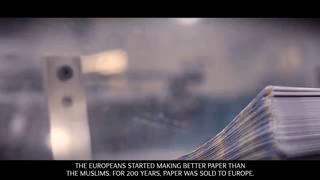 THE EUROPEANS STARTED MAKING BETTER PAPER THAN
THE MUSLIMS. FOR 200 YEARS, PAPER WAS SOLD TO EUROPE.